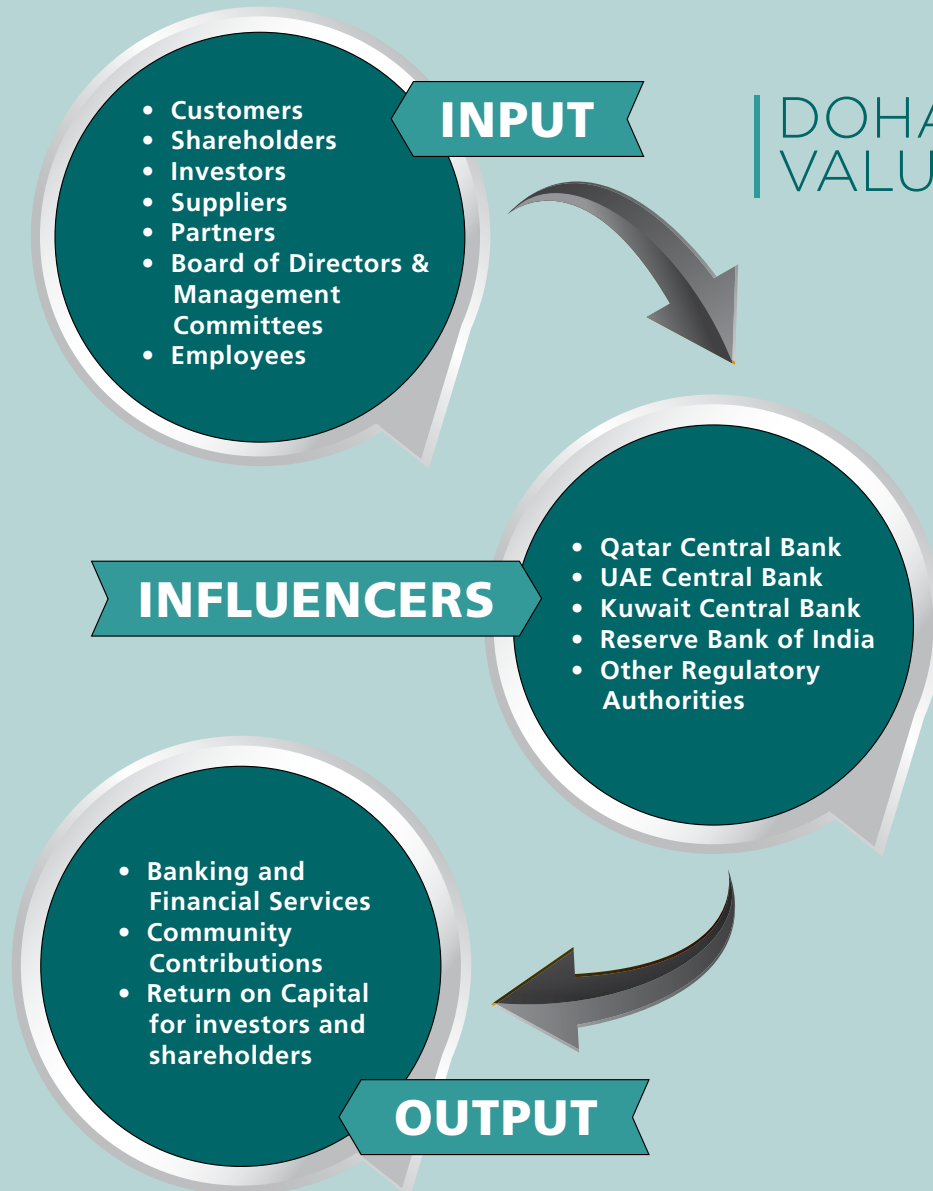 INPUT
• Customers
• Shareholders
• Investors
• Suppliers
• Partners
• Board of Directors &
Management
Committees
• Employees
DOHA
VALU
INFLUENCERS
• Qatar Central Bank
• UAE Central Bank
• Kuwait Central Bank
• Reserve Bank of India
• Other Regulatory
Authorities
• Banking and
Financial Services
• Community
Contributions
• Return on Capital
for investors and
shareholders
OUTPUT